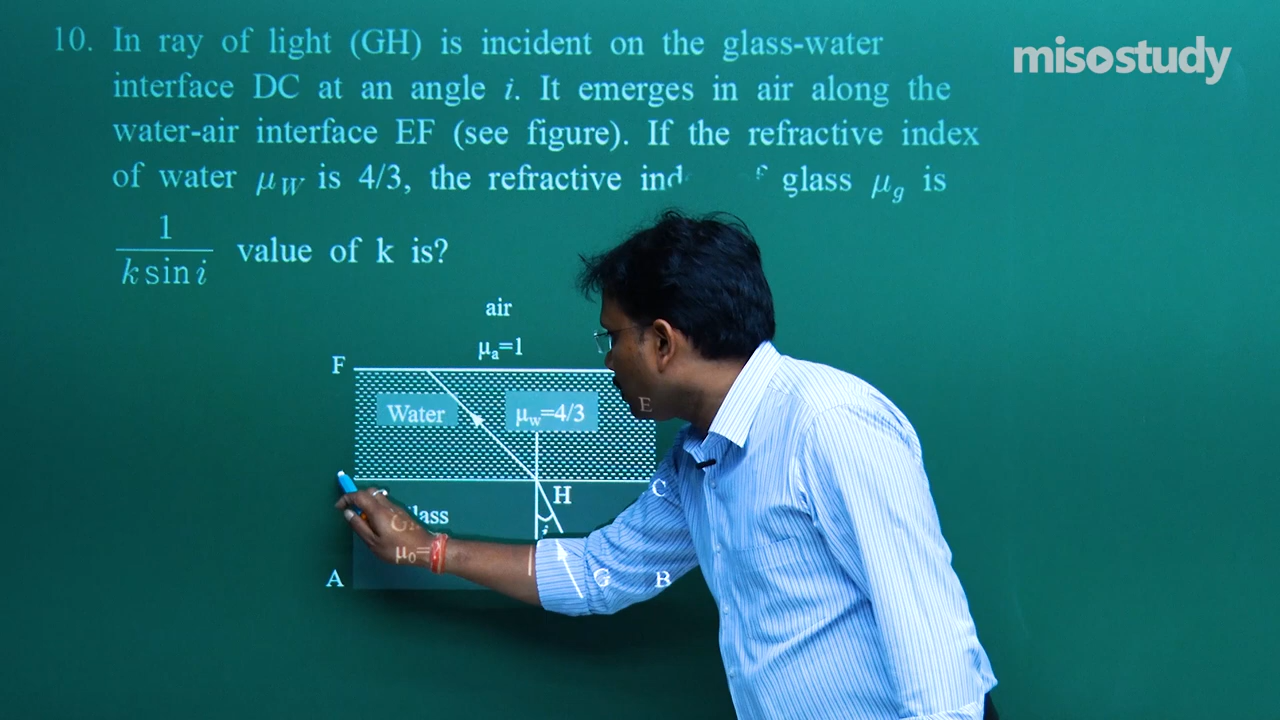 10. In ray of light (GH) is incident on the glass-water
misostudy
interface DC at an angle i. It emerges in air along the
water-air interface EF (see figure). If the refractive index
of water μW is 4/3, the refractive glass μg is
1
k sin i
value of k is?
air
μa=1
F
Water
μw=4/3
E
H
C
i
A
G
B